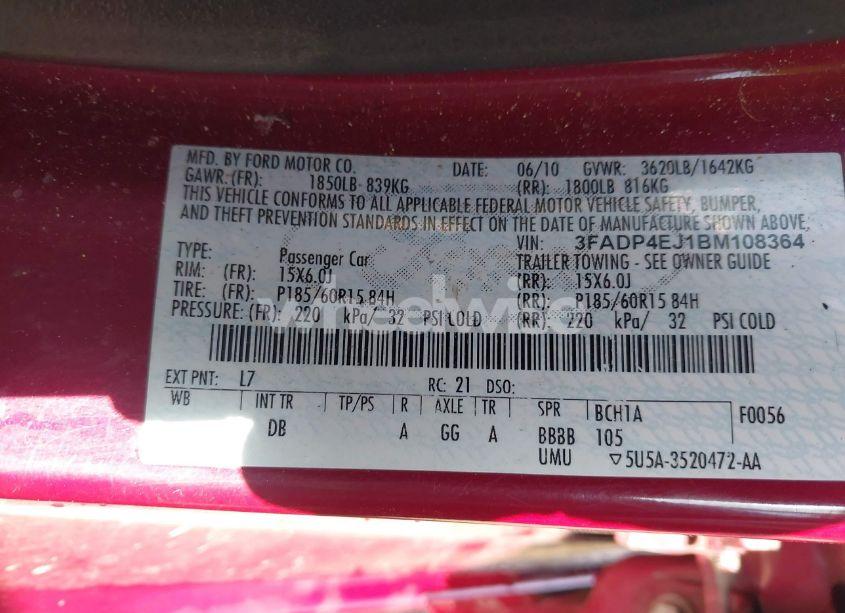 MFD. BY FORD MOTOR CO. DATE: 06/10 GVWR: 3620LB/1642KG
GAWR: (FR): 1850LB 839KG (RR): 1800LB 816KG
THIS VEHICLE CONFORMS TO ALL APPLICABLE FEDERAL MOTOR VEHICLE SAFETY, BUMPER,
AND THEFT PREVENTION STANDARDS IN EFFECT ON THE DATE OF MANUFACTURE SHOWN ABOVE.
VIN: 3FADP4EJ1BM108364
TYPE: Passenger Car TRAILER TOWING - SEE OWNER GUIDE
RIM: (FR): 15X6.0J (RR): 15X6.0J
TIRE: (FR): P185/60R15 84H (RR): P185/60R15 84H
PRESSURE: (FR): 220 kPa/ 32 PSI COLD (RR): 220 kPa/ 32 PSI COLD
wheelwire
EXT PNT: L7 RC: 21 DSO:
WB INT TR TP/PS R AXLE TR SPR BCH1A F0056
DB A GG A BBBB 105
UMU ▽5U5A-3520472-AA